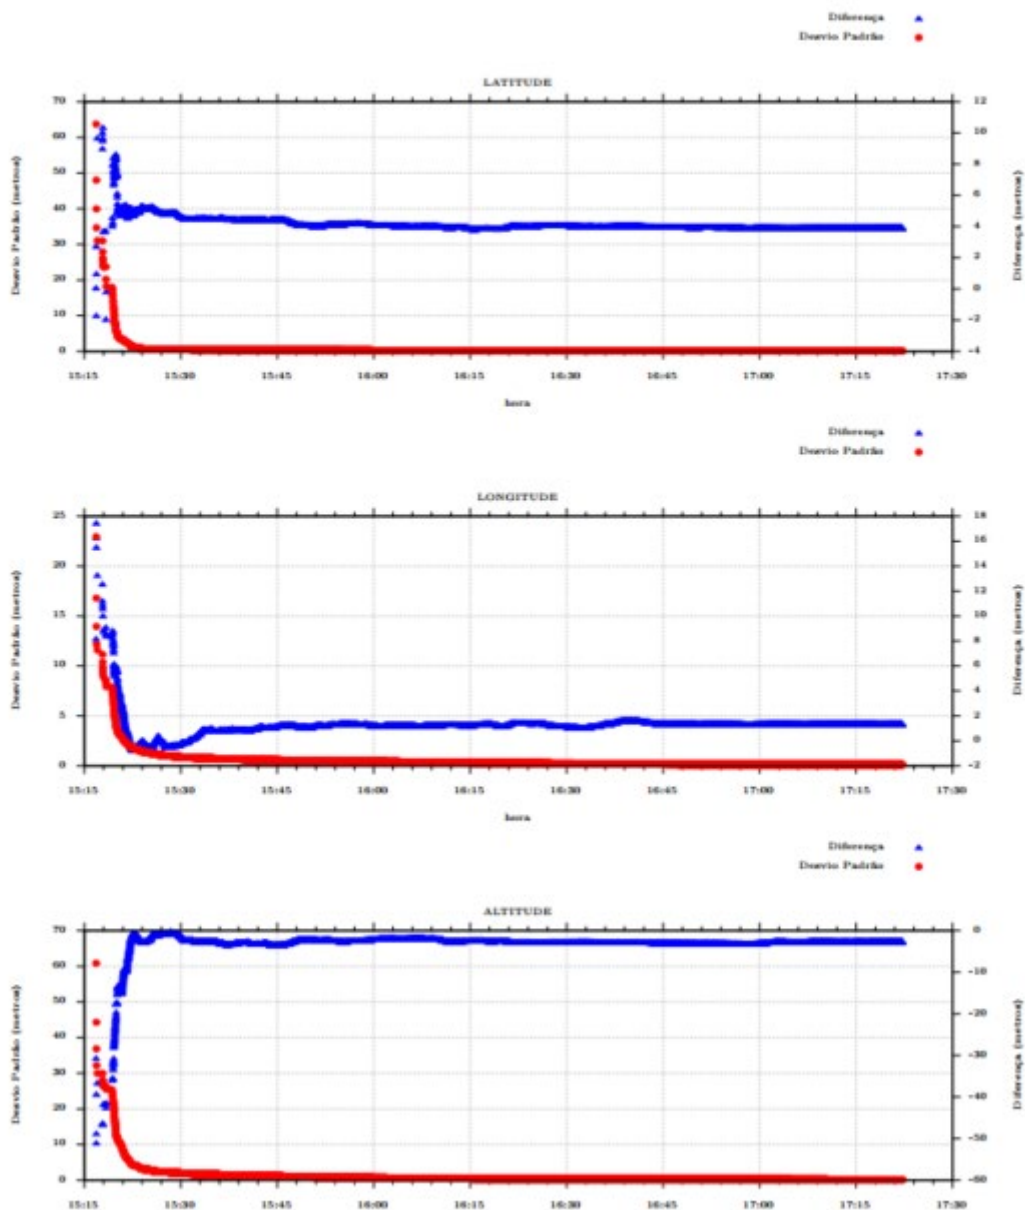 Diferença
Desvio Padrão
LATITUDE
70
60
50
40
30
20
10
0
12
10
8
6
4
2
0
-2
-4
Desvio Padrão (metros)
Diferença (metros)
15:15 15:30 15:45 16:00 16:15 16:30 16:45 17:00 17:15 17:30
hora
Diferença
Desvio Padrão
LONGITUDE
25
20
15
10
5
0
18
16
14
12
10
8
6
4
2
0
-2
Desvio Padrão (metros)
Diferença (metros)
15:15 15:30 15:45 16:00 16:15 16:30 16:45 17:00 17:15 17:30
hora
Diferença
Desvio Padrão
ALTITUDE
70
60
50
40
30
20
10
0
0
-10
-20
-30
-40
-50
-60
Desvio Padrão (metros)
Diferença (metros)
15:15 15:30 15:45 16:00 16:15 16:30 16:45 17:00 17:15 17:30